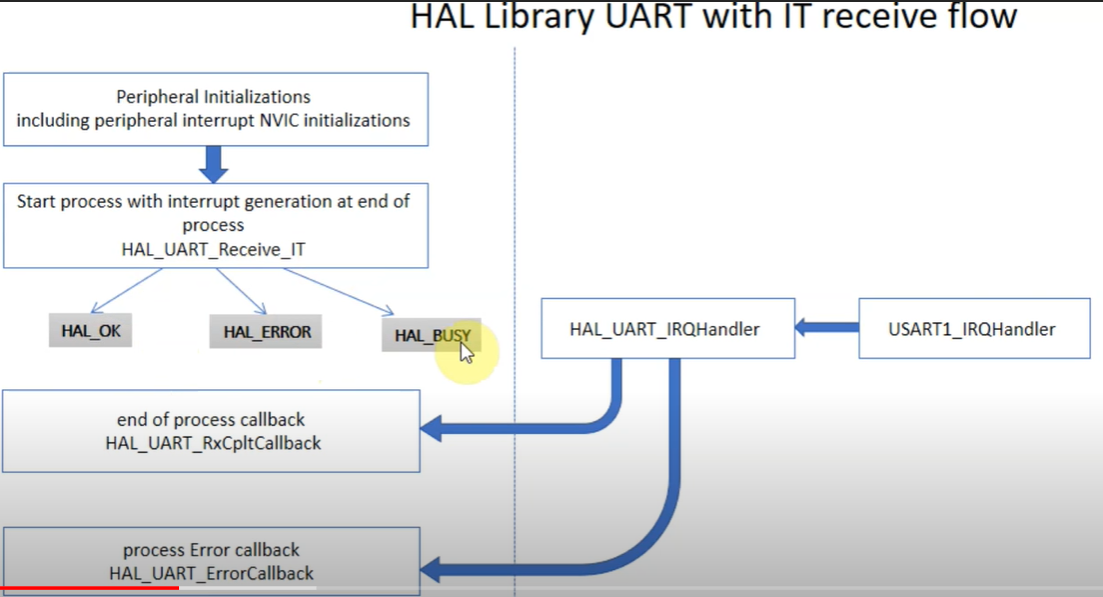 HAL Library UART with IT receive flow
Peripheral Initializations
including peripheral interrupt NVIC initializations
Start process with interrupt generation at end of
process
HAL_UART_Receive_IT
HAL_OK
HAL_ERROR
HAL_BUSY
HAL_UART_IRQHandler
USART1_IRQHandler
end of process callback
HAL_UART_RxCpltCallback
process Error callback
HAL_UART_ErrorCallback